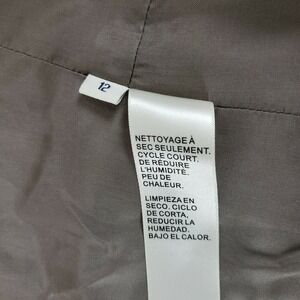 12
NETTOYAGE À
SEC SEULEMENT.
CYCLE COURT.
DE RÉDUIRE
L'HUMIDITÉ.
PEU DE
CHALEUR.
LIMPIEZA EN
SECO. CICLO
DE CORTA,
REDUCIR LA
HUMEDAD.
BAJO EL CALOR.